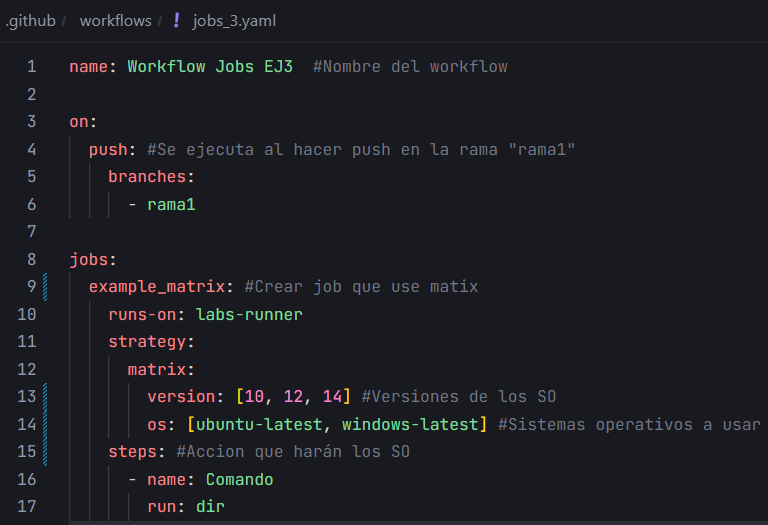 .github / workflows / ! jobs_3.yaml
1 name: Workflow Jobs EJ3  #Nombre del workflow
2
3 on:
4   push: #Se ejecuta al hacer push en la rama "rama1"
5     branches:
6       - rama1
7
8 jobs:
9   example_matrix: #Crear job que use matix
10     runs-on: labs-runner
11     strategy:
12       matrix:
13         version: [10, 12, 14] #Versiones de los SO
14         os: [ubuntu-latest, windows-latest] #Sistemas operativos a usar
15     steps: #Accion que harán los SO
16       - name: Comando
17         run: dir